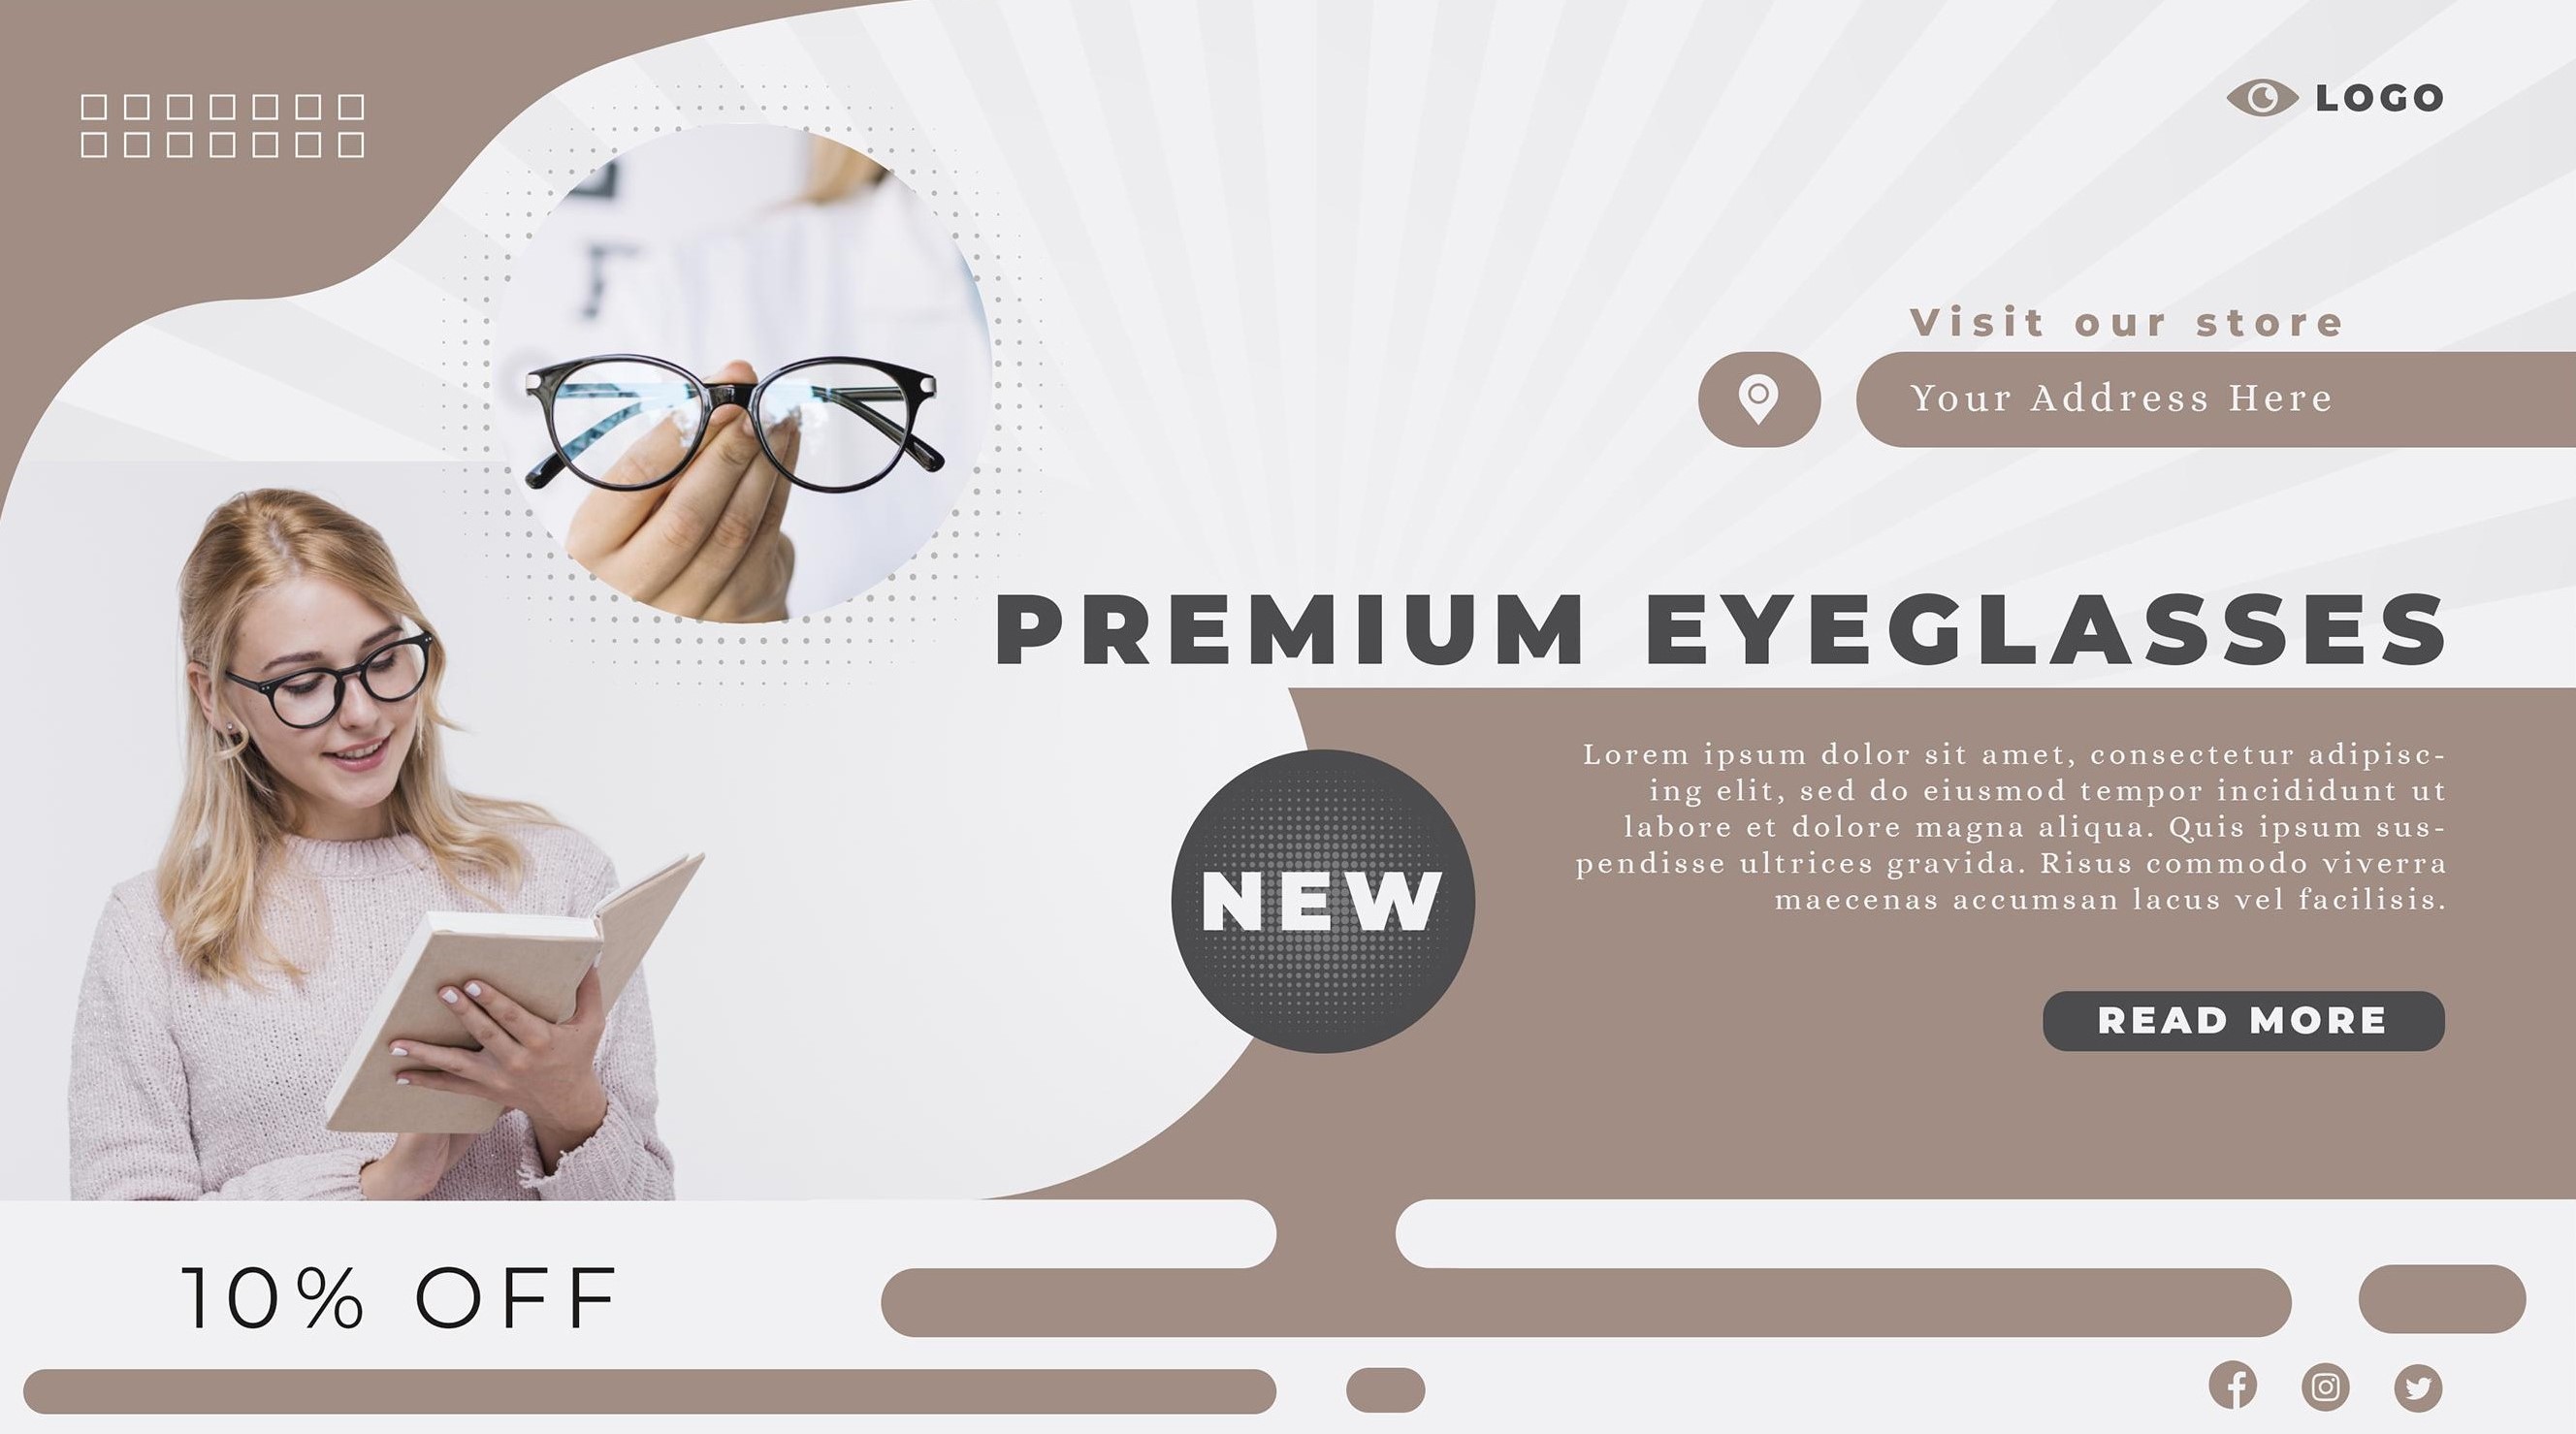 LOGO
Visit our store
Your Address Here
PREMIUM EYEGLASSES
Lorem ipsum dolor sit amet, consectetur adipisc-
ing elit, sed do eiusmod tempor incididunt ut
labore et dolore magna aliqua. Quis ipsum sus-
pendisse ultrices gravida. Risus commodo viverra
maecenas accumsan lacus vel facilisis.
NEW
READ MORE
10% OFF